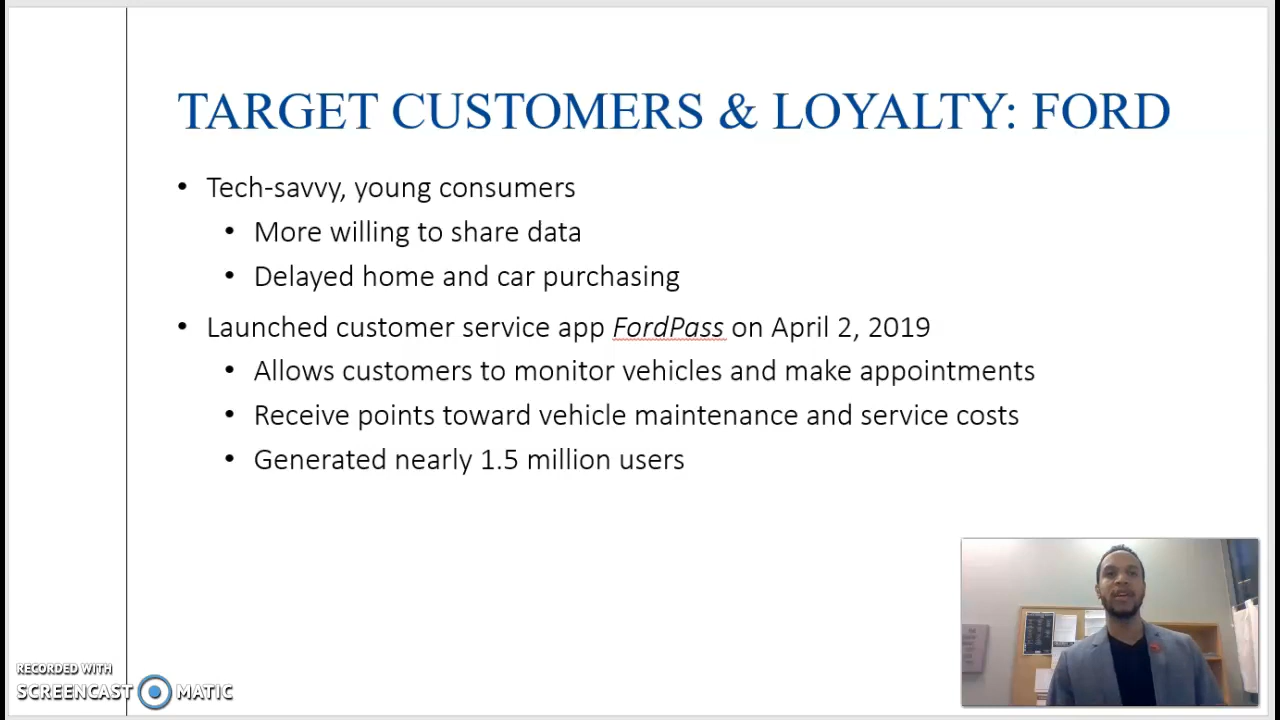 TARGET CUSTOMERS & LOYALTY: FORD
• Tech-savvy, young consumers
• More willing to share data
• Delayed home and car purchasing
• Launched customer service app FordPass on April 2, 2019
• Allows customers to monitor vehicles and make appointments
• Receive points toward vehicle maintenance and service costs
• Generated nearly 1.5 million users
RECORDED WITH
SCREENCAST MATIC